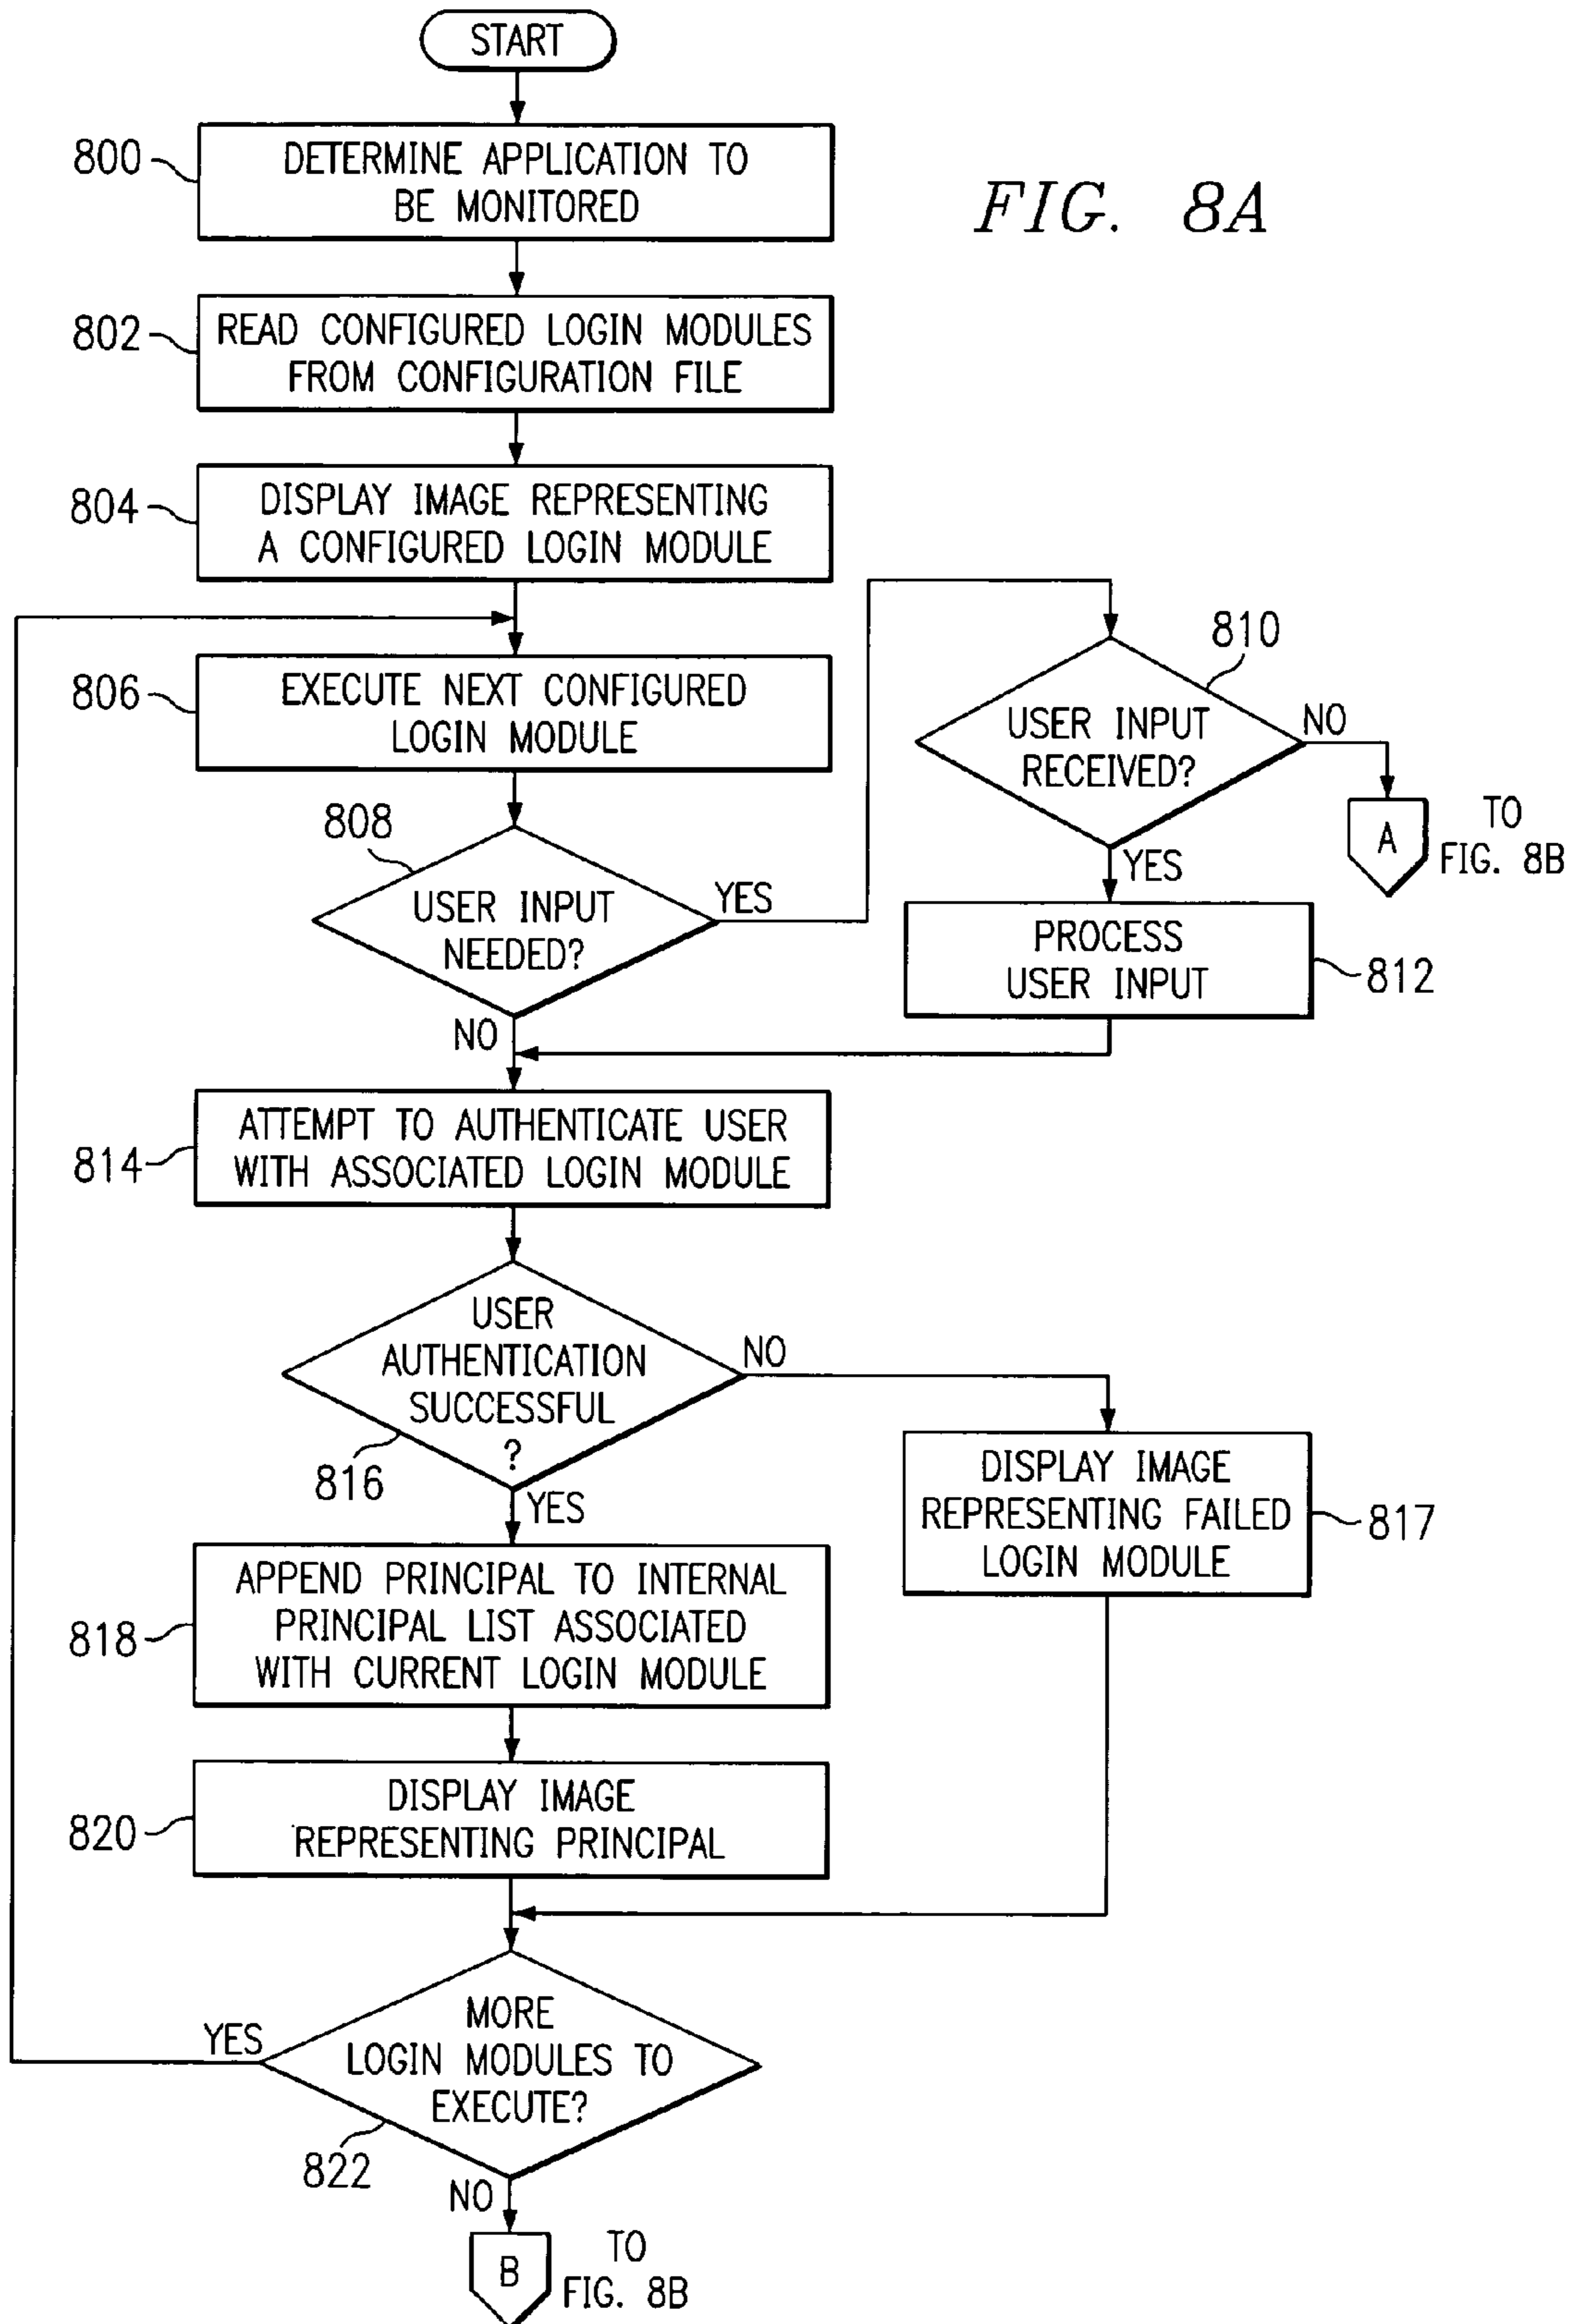 START
800
DETERMINE APPLICATION TO
BE MONITORED
FIG. 8A
802
READ CONFIGURED LOGIN MODULES
FROM CONFIGURATION FILE
804
DISPLAY IMAGE REPRESENTING
A CONFIGURED LOGIN MODULE
806
EXECUTE NEXT CONFIGURED
LOGIN MODULE
808
USER INPUT
NEEDED?
YES
NO
810
USER INPUT
RECEIVED?
NO
A
TO
FIG. 8B
YES
PROCESS
USER INPUT
812
814
ATTEMPT TO AUTHENTICATE USER
WITH ASSOCIATED LOGIN MODULE
USER
AUTHENTICATION
SUCCESSFUL
?
816
NO
YES
DISPLAY IMAGE
REPRESENTING FAILED
LOGIN MODULE
817
818
APPEND PRINCIPAL TO INTERNAL
PRINCIPAL LIST ASSOCIATED
WITH CURRENT LOGIN MODULE
820
DISPLAY IMAGE
REPRESENTING PRINCIPAL
YES
MORE
LOGIN MODULES TO
EXECUTE?
822
NO
B
TO
FIG. 8B